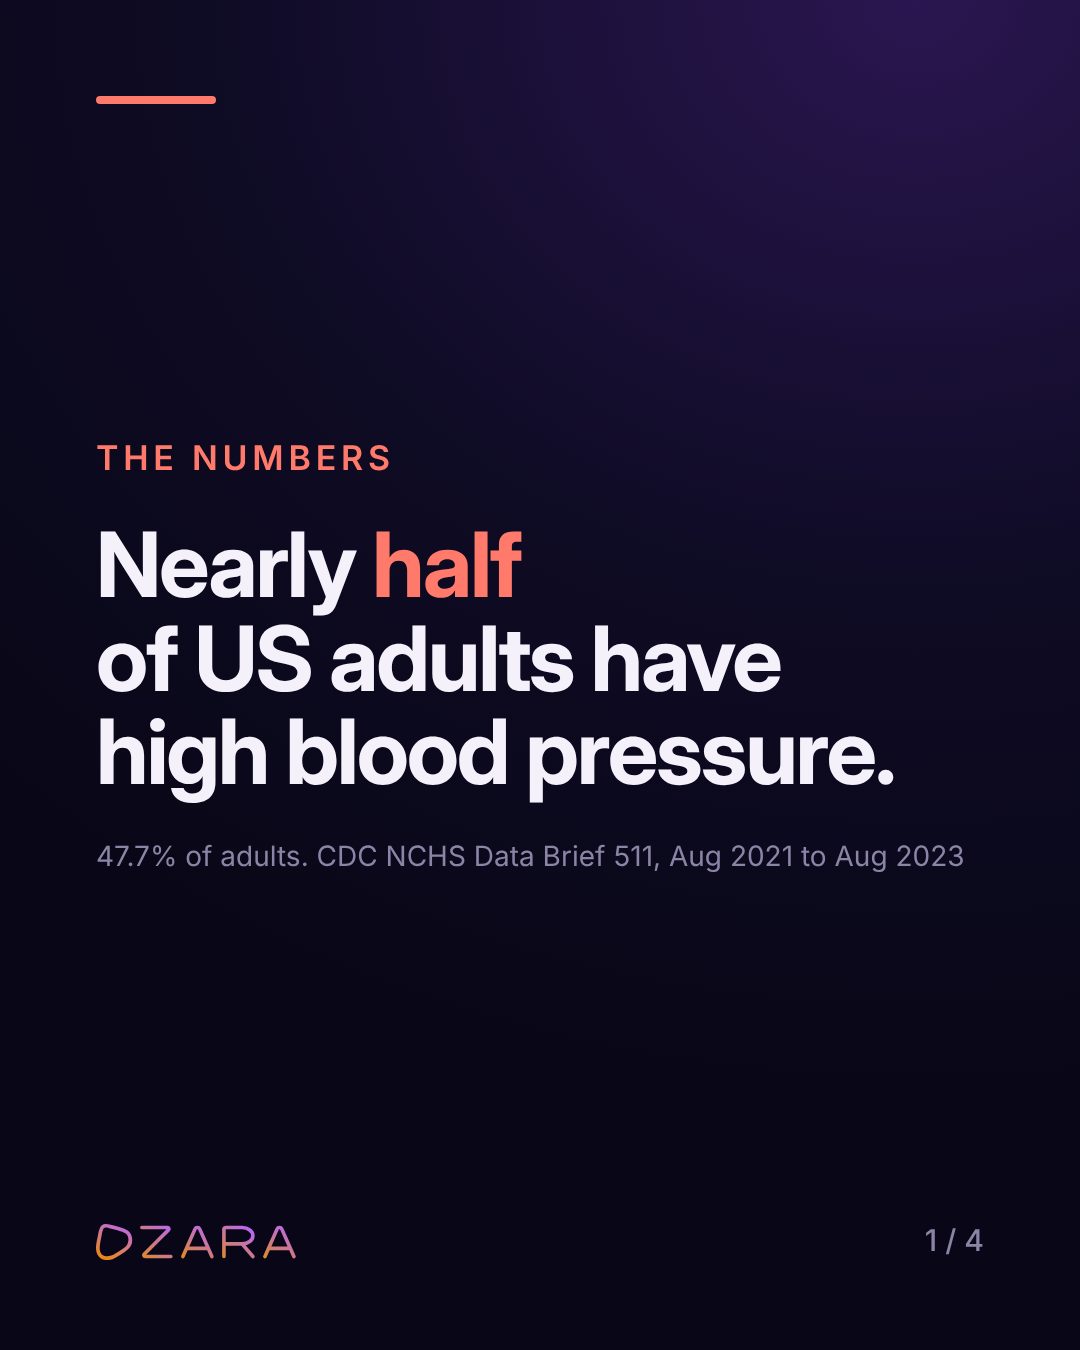 THE NUMBERS
Nearly half
of US adults have
high blood pressure.
47.7% of adults. CDC NCHS Data Brief 511, Aug 2021 to Aug 2023
DZARA
1 / 4